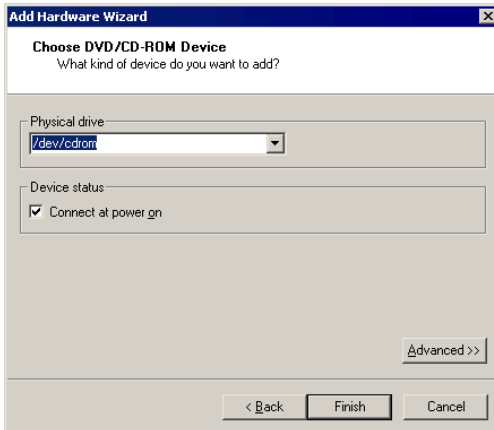 Add Hardware Wizard
Choose DVD/CD-ROM Device
What kind of device do you want to add?
Physical drive
/dev/cdrom
Device status
Connect at power on
Advanced >>
< Back Finish Cancel